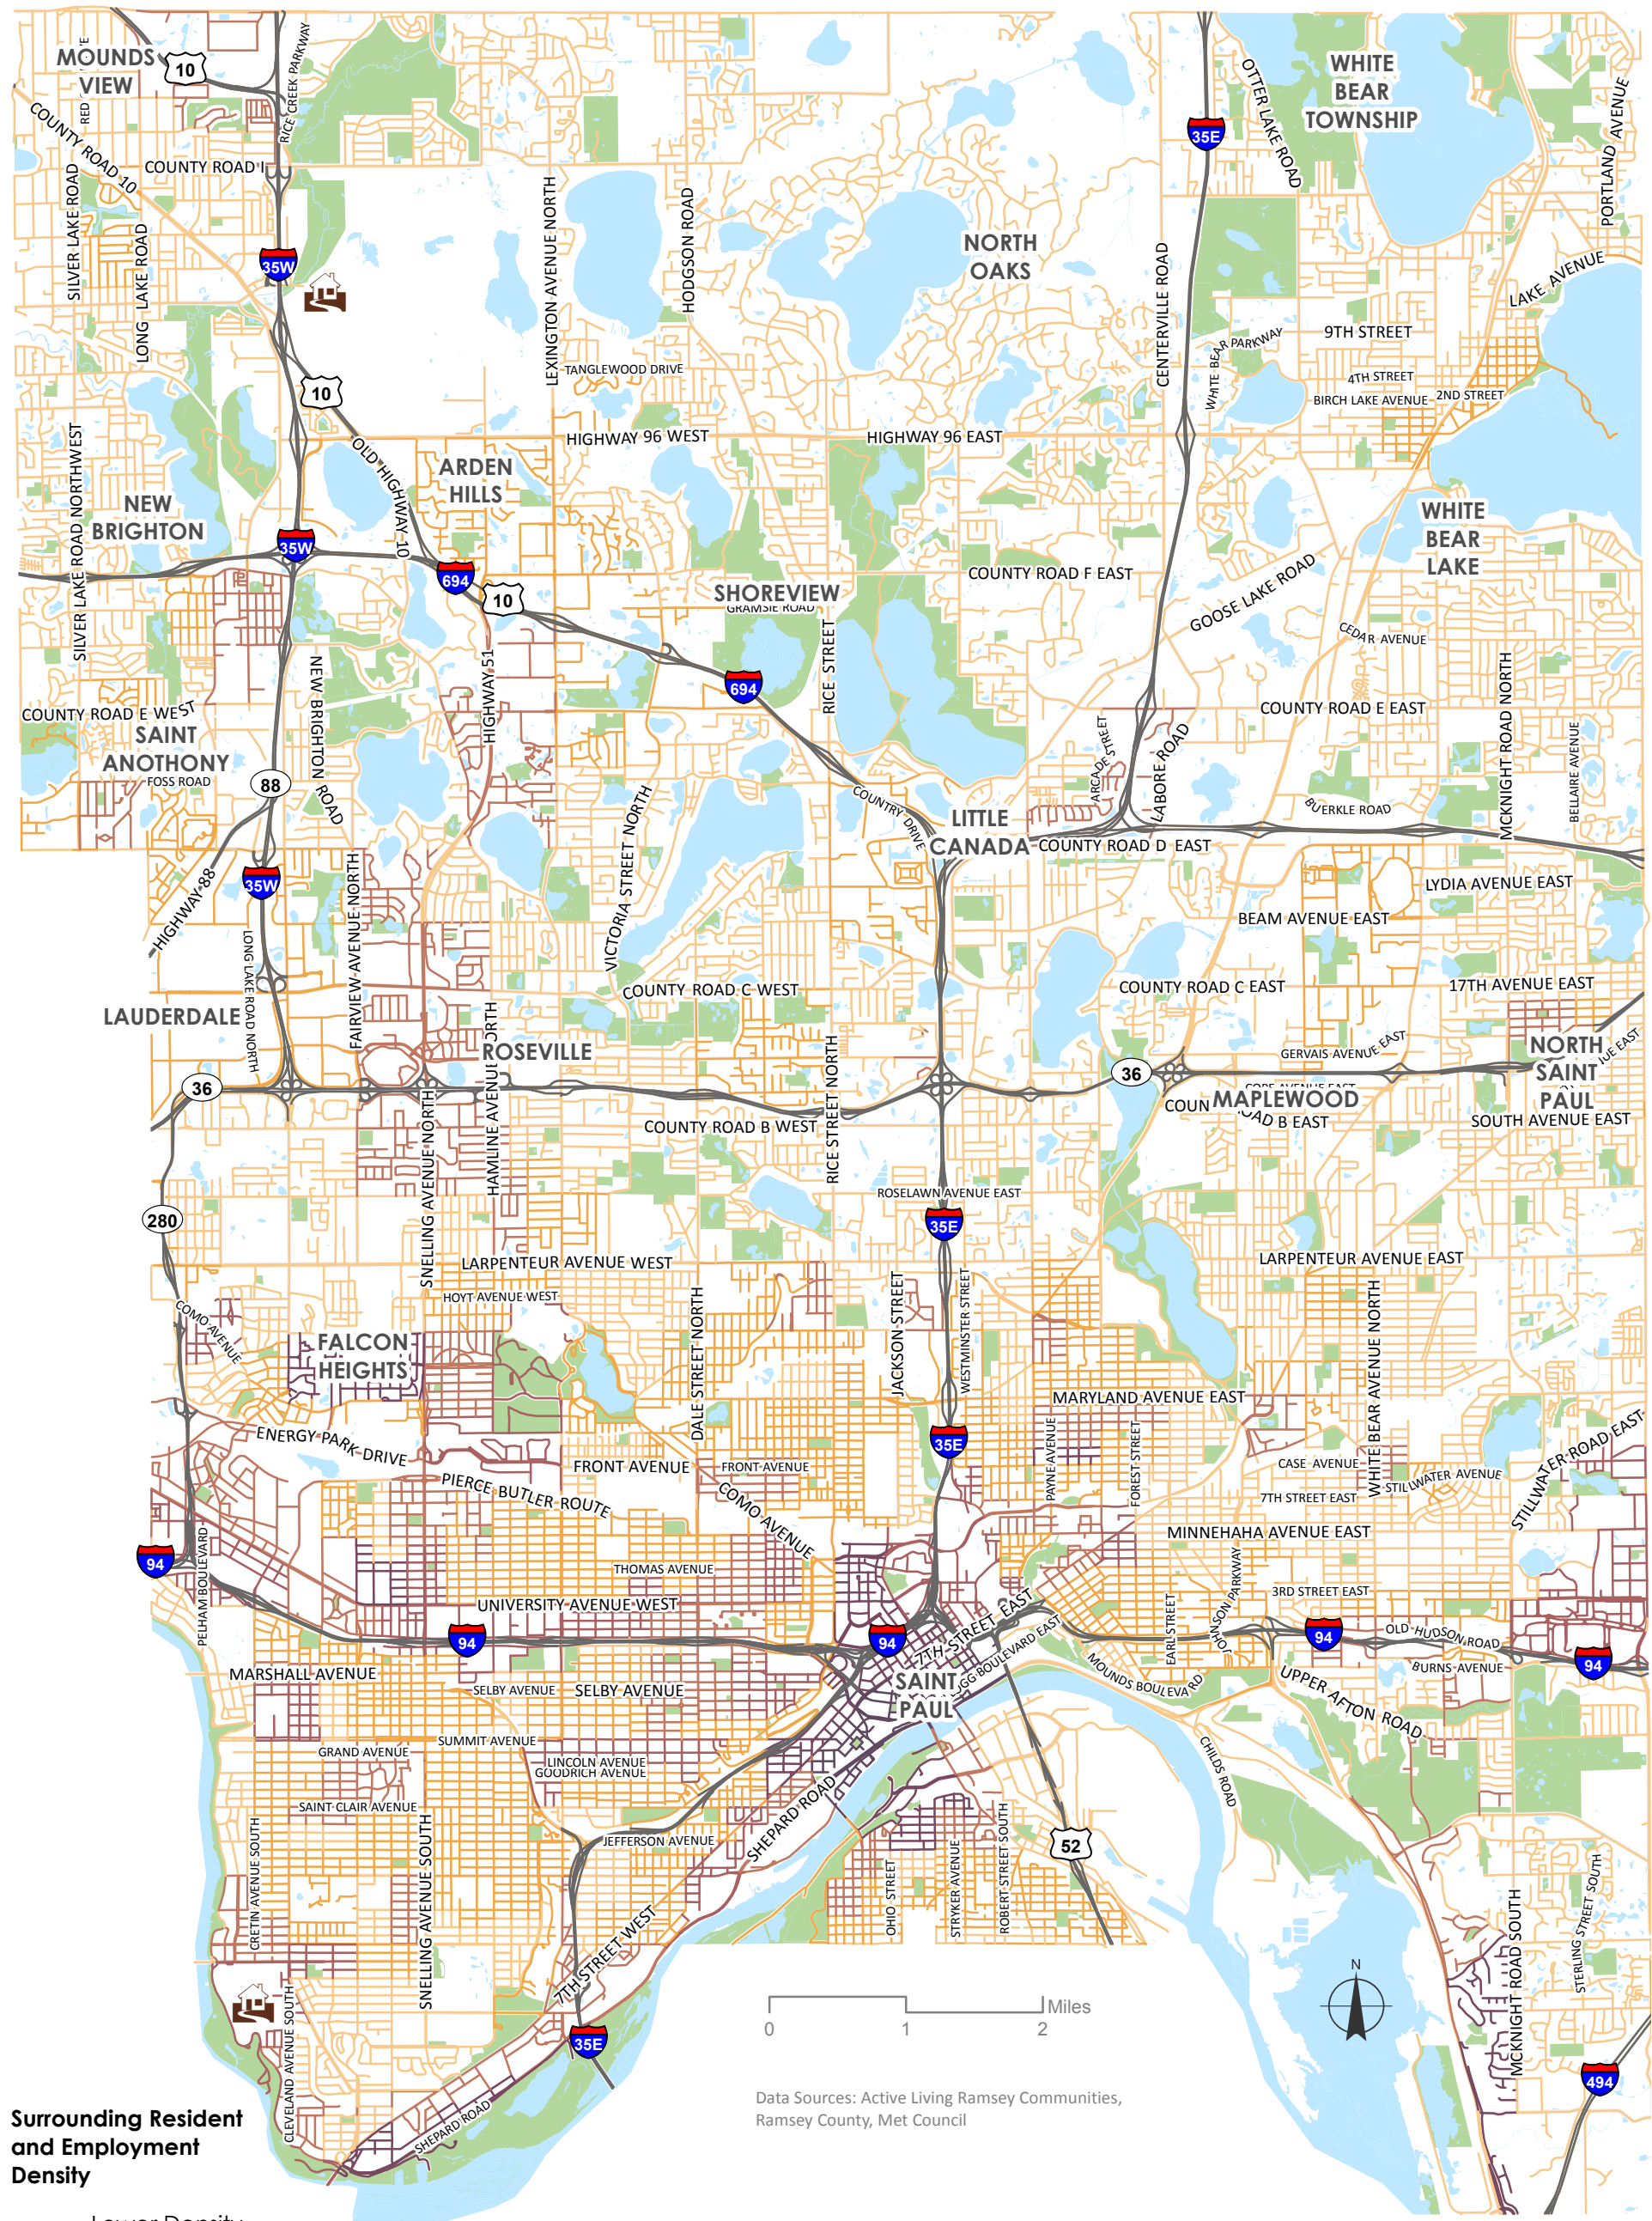 MOUNDS
VIEW
10
RICE CREEK PARKWAY
RED
COUNTY ROAD 10
COUNTY ROAD I
SILVER LAKE ROAD
LONG LAKE ROAD
35W
LEXINGTON AVENUE NORTH
HODGSON ROAD
NORTH
OAKS
35E
OTTER LAKE ROAD
WHITE
BEAR
TOWNSHIP
PORTLAND AVENUE
CENTERVILLE ROAD
LAKE AVENUE
9TH STREET
WHITE BEAR PARKWAY
4TH STREET
BIRCH LAKE AVENUE
2ND STREET
TANGLEWOOD DRIVE
10
HIGHWAY 96 WEST
HIGHWAY 96 EAST
OLD HIGHWAY 10
ARDEN
HILLS
SILVER LAKE ROAD NORTHWEST
NEW
BRIGHTON
35W
694
10
WHITE
BEAR
LAKE
COUNTY ROAD F EAST
GOOSE LAKE ROAD
SHOREVIEW
GRAMSIE ROAD
CEDAR AVENUE
RICE STREET
NEW BRIGHTON ROAD
HIGHWAY 51
694
MCKNIGHT ROAD NORTH
COUNTY ROAD E WEST
COUNTY ROAD E EAST
SAINT
ANOTHONY
FOSS ROAD
88
ARCADE STREET
LABORE ROAD
BELLAIRE AVENUE
VICTORIA STREET NORTH
COUNTRY DRIVE
LITTLE
CANADA
BUERKLE ROAD
COUNTY ROAD D EAST
HIGHWAY 88
35W
FAIRVIEW AVENUE NORTH
LYDIA AVENUE EAST
BEAM AVENUE EAST
LONG LAKE ROAD NORTH
COUNTY ROAD C WEST
COUNTY ROAD C EAST
17TH AVENUE EAST
LAUDERDALE
HAMLINE AVENUE NORTH
ROSEVILLE
GERVAIS AVENUE EAST
NORTH
SAINT
PAUL
36
36
MAPLEWOOD
COUNTY ROAD B WEST
SOUTH AVENUE EAST
SNELLING AVENUE NORTH
RICE STREET NORTH
ROSELAWN AVENUE EAST
280
35E
LARPENTEUR AVENUE WEST
LARPENTEUR AVENUE EAST
HOYT AVENUE WEST
COMO AVENUE
FALCON
HEIGHTS
DALE STREET NORTH
JACKSON STREET
WESTMINSTER STREET
WHITE BEAR AVENUE NORTH
MARYLAND AVENUE EAST
PAYNE AVENUE
FOREST STREET
35E
STILLWATER ROAD EAST
ENERGY PARK DRIVE
FRONT AVENUE
FRONT AVENUE
CASE AVENUE
STILLWATER AVENUE
PIERCE BUTLER ROUTE
COMO AVENUE
7TH STREET EAST
MINNEHAHA AVENUE EAST
94
PELHAM BOULEVARD
THOMAS AVENUE
3RD STREET EAST
JOHNSON PARKWAY
EARL STREET
UNIVERSITY AVENUE WEST
94
94
7TH STREET EAST
94
OLD HUDSON ROAD
94
MARSHALL AVENUE
BURNS AVENUE
SELBY AVENUE
SELBY AVENUE
SAINT
PAUL
MOUNDS BOULEVARD
UPPER AFTON ROAD
SUMMIT AVENUE
GRAND AVENUE
LINCOLN AVENUE
GOODRICH AVENUE
CHILDS ROAD
SAINT CLAIR AVENUE
SHEPARD ROAD
JEFFERSON AVENUE
52
CRETIN AVENUE SOUTH
SNELLING AVENUE SOUTH
OHIO STREET
STRYKER AVENUE
ROBERT STREET SOUTH
STERLING STREET SOUTH
MCKNIGHT ROAD SOUTH
7TH STREET WEST
CLEVELAND AVENUE SOUTH
35E
SHEPARD ROAD
N
Miles
0 1 2
494
Data Sources: Active Living Ramsey Communities,
Ramsey County, Met Council
Surrounding Resident
and Employment
Density
Lower Density